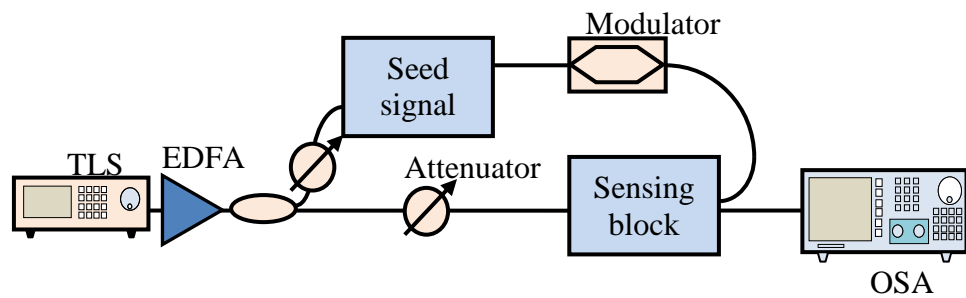 Modulator
Seed
signal
TLS
EDFA
Attenuator
Sensing
block
OSA